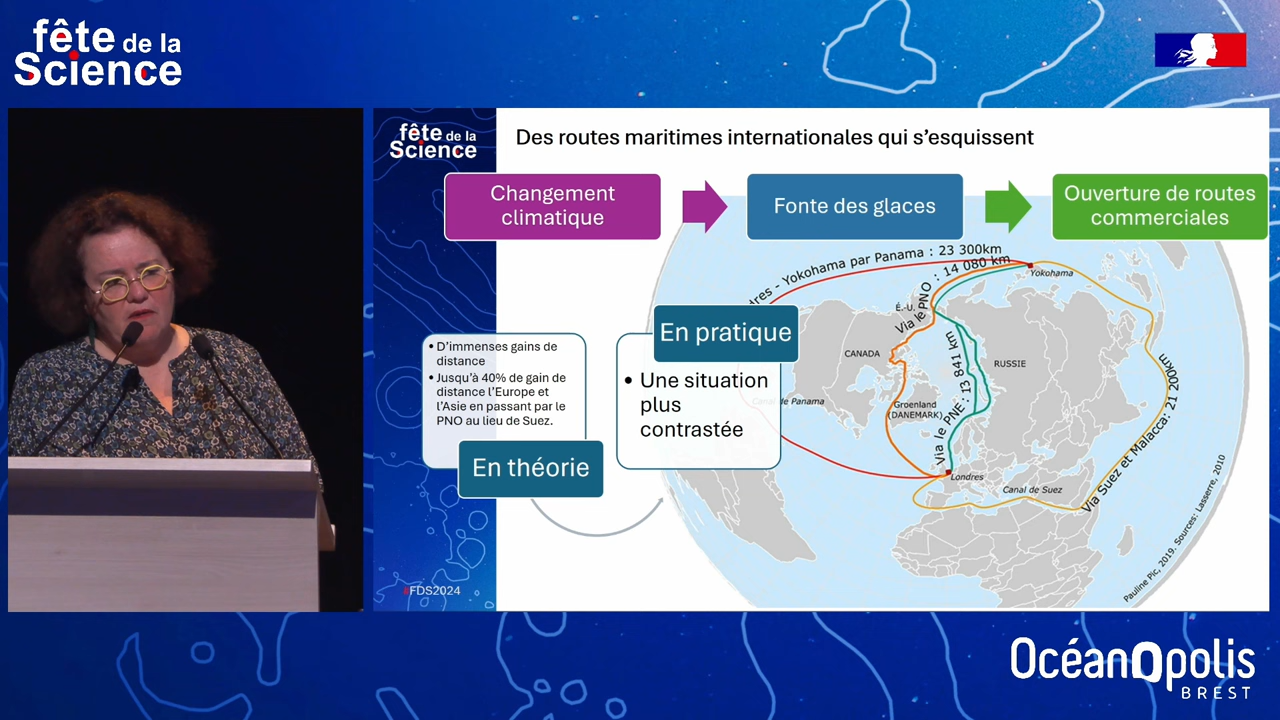 fête de la
Science
fête de la
Science
Des routes maritimes internationales qui s’esquissent
Changement
climatique
Fonte des glaces
Ouverture de routes
commerciales
dres - Yokohama par Panama : 23 300km
Via le PNO : 14 080 km
Yokohama
É.-U.
En pratique
• Une situation
plus
contrastée
• D’immenses gains de
distance
• Jusqu’à 40% de gain de
distance l’Europe et
l’Asie en passant par le
PNO au lieu de Suez.
En théorie
CANADA
RUSSIE
Canal de Panama
Groenland
(DANEMARK)
Via le PNE : 13 841 km
Londres
Canal de Suez
Via Suez et Malacca: 21 200km
Pauline Pic, 2019. Sources: Lasserre, 2010
#FDS2024
OcéanOpolis
BREST